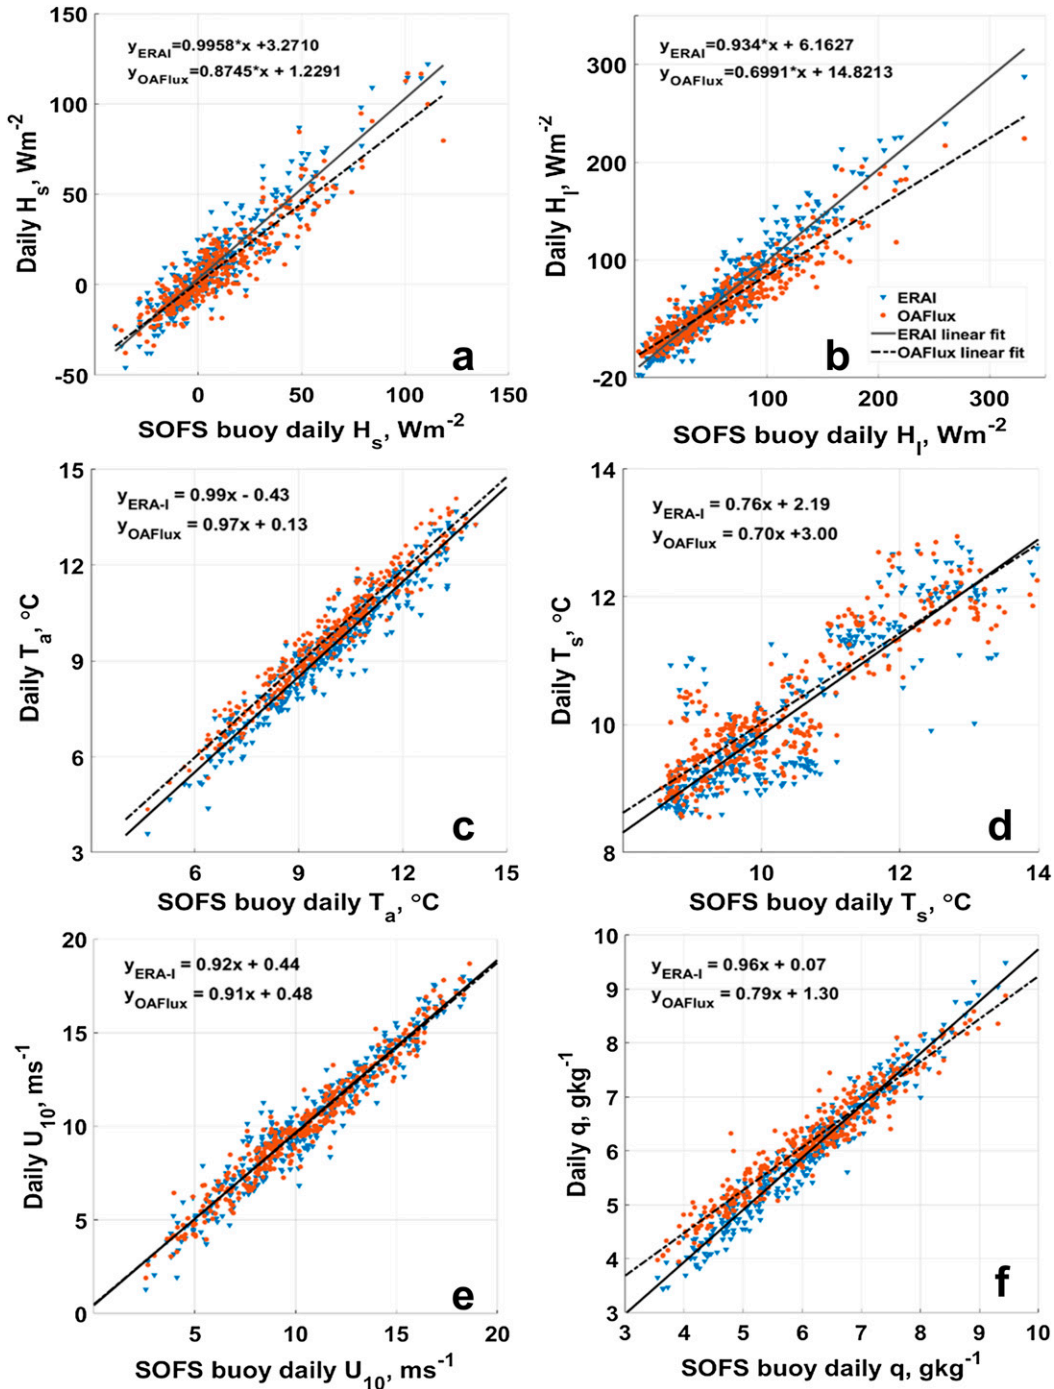 y_ERAI=0.9958*x +3.2710
y_OAFlux=0.8745*x + 1.2291
Daily H_s, Wm^-2
100
50
0
-50
a
0 50 100 150
SOFS buoy daily H_s, Wm^-2
y_ERAI=0.934*x + 6.1627
y_OAFlux=0.6991*x + 14.8213
Daily H_l, Wm^-2
300
200
100
-20
ERAI
OAFlux
ERAI linear fit
OAFlux linear fit
b
100 200 300
SOFS buoy daily H_l, Wm^-2
y_ERA-I = 0.99x - 0.43
y_OAFlux = 0.97x + 0.13
Daily T_a, °C
15
12
9
6
3
c
6 9 12 15
SOFS buoy daily T_a, °C
y_ERA-I = 0.76x + 2.19
y_OAFlux = 0.70x +3.00
Daily T_s, °C
14
12
10
8
d
10 12 14
SOFS buoy daily T_s, °C
y_ERA-I = 0.92x + 0.44
y_OAFlux = 0.91x + 0.48
Daily U_10, ms^-1
20
15
10
5
0
e
5 10 15 20
SOFS buoy daily U_10, ms^-1
y_ERA-I = 0.96x + 0.07
y_OAFlux = 0.79x + 1.30
Daily q, gkg^-1
10
9
8
7
6
5
4
3
f
3 4 5 6 7 8 9 10
SOFS buoy daily q, gkg^-1